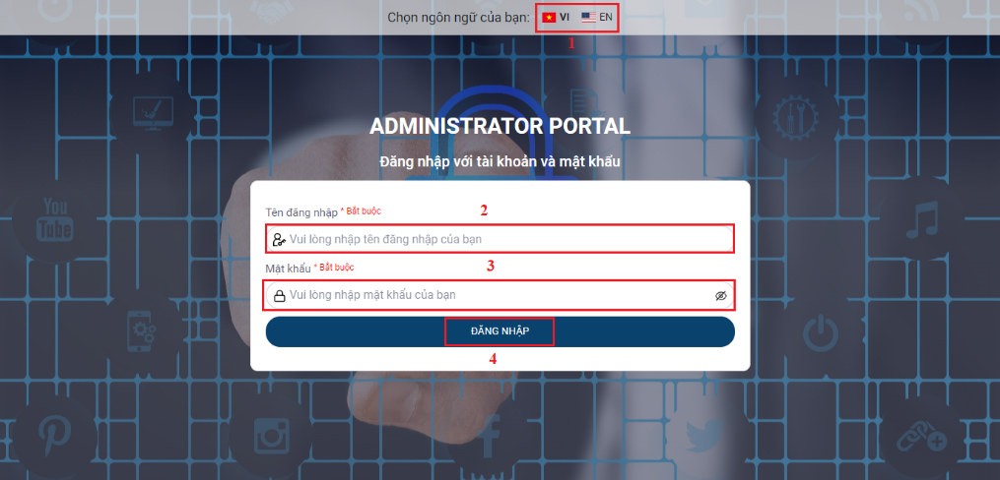 Chọn ngôn ngữ của bạn: VI EN
1
ADMINISTRATOR PORTAL
Đăng nhập với tài khoản và mật khẩu
Tên đăng nhập * Bắt buộc
2
Vui lòng nhập tên đăng nhập của bạn
Mật khẩu * Bắt buộc
3
Vui lòng nhập mật khẩu của bạn
ĐĂNG NHẬP
4
You
Tube